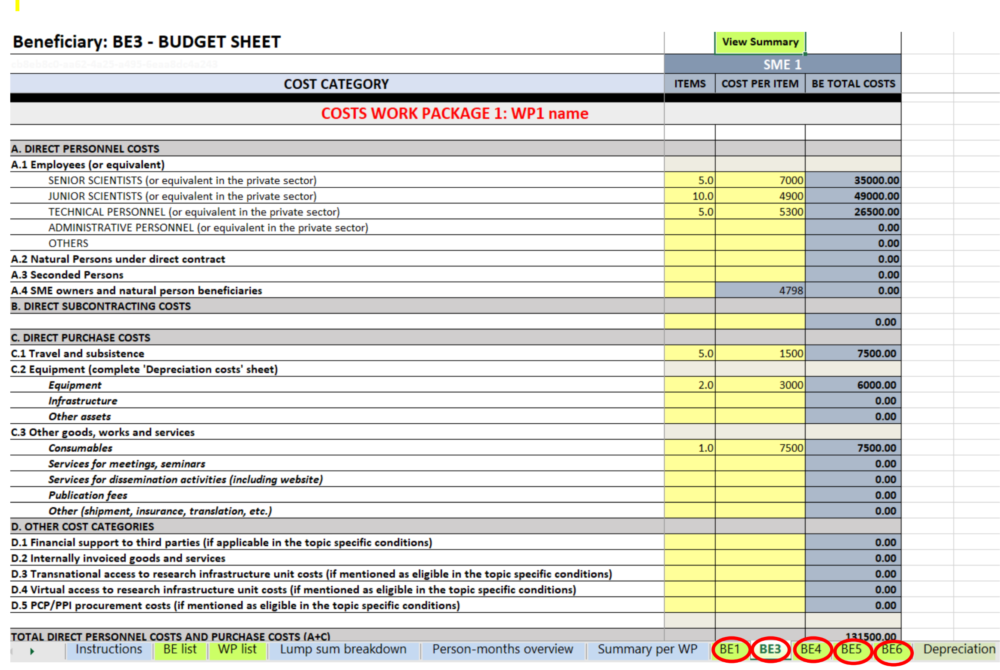 Beneficiary: BE3 - BUDGET SHEET View Summary
cb8eb8c0-aa62-4a25-a495-6eaa8dc4a243 SME 1
COST CATEGORY ITEMS COST PER ITEM BE TOTAL COSTS
COSTS WORK PACKAGE 1: WP1 name
A. DIRECT PERSONNEL COSTS
A.1 Employees (or equivalent)
SENIOR SCIENTISTS (or equivalent in the private sector) 5.0 7000 35000.00
JUNIOR SCIENTISTS (or equivalent in the private sector) 10.0 4900 49000.00
TECHNICAL PERSONNEL (or equivalent in the private sector) 5.0 5300 26500.00
ADMINISTRATIVE PERSONNEL (or equivalent in the private sector) 0.00
OTHERS 0.00
A.2 Natural Persons under direct contract 0.00
A.3 Seconded Persons 0.00
A.4 SME owners and natural person beneficiaries 4798 0.00
B. DIRECT SUBCONTRACTING COSTS
0.00
C. DIRECT PURCHASE COSTS
C.1 Travel and subsistence 5.0 1500 7500.00
C.2 Equipment (complete 'Depreciation costs' sheet)
Equipment 2.0 3000 6000.00
Infrastructure 0.00
Other assets 0.00
C.3 Other goods, works and services
Consumables 1.0 7500 7500.00
Services for meetings, seminars 0.00
Services for dissemination activities (including website) 0.00
Publication fees 0.00
Other (shipment, insurance, translation, etc.) 0.00
D. OTHER COST CATEGORIES
D.1 Financial support to third parties (if applicable in the topic specific conditions) 0.00
D.2 Internally invoiced goods and services 0.00
D.3 Transnational access to research infrastructure unit costs (if mentioned as eligible in the topic specific conditions) 0.00
D.4 Virtual access to research infrastructure unit costs (if mentioned as eligible in the topic specific conditions) 0.00
D.5 PCP/PPI procurement costs (if mentioned as eligible in the topic specific conditions) 0.00
TOTAL DIRECT PERSONNEL COSTS AND PURCHASE COSTS (A+C) 131500.00
Instructions BE list WP list Lump sum breakdown Person-months overview Summary per WP BE1 BE3 BE4 BE5 BE6 Depreciation